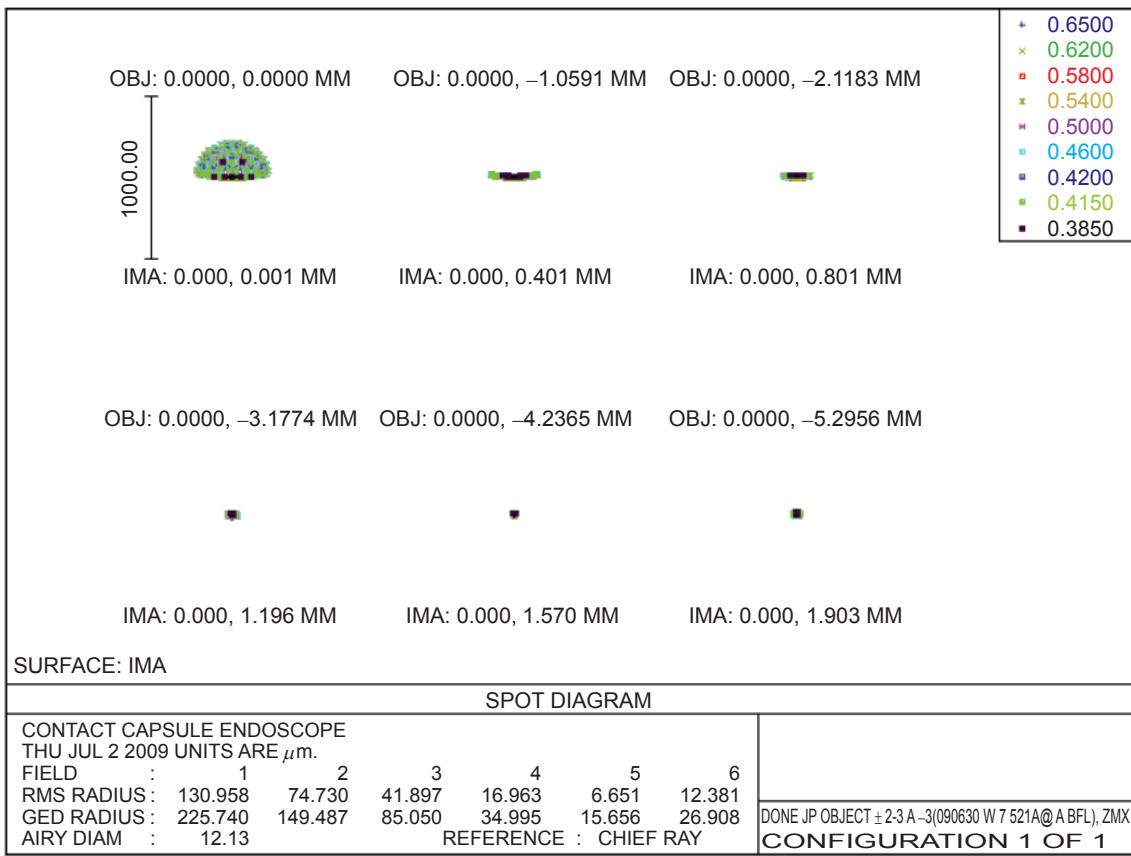 0.6500
0.6200
0.5800
0.5400
0.5000
0.4600
0.4200
0.4150
0.3850
OBJ: 0.0000, 0.0000 MM
OBJ: 0.0000, –1.0591 MM
OBJ: 0.0000, –2.1183 MM
1000.00
IMA: 0.000, 0.001 MM
IMA: 0.000, 0.401 MM
IMA: 0.000, 0.801 MM
OBJ: 0.0000, –3.1774 MM
OBJ: 0.0000, –4.2365 MM
OBJ: 0.0000, –5.2956 MM
IMA: 0.000, 1.196 MM
IMA: 0.000, 1.570 MM
IMA: 0.000, 1.903 MM
SURFACE: IMA
SPOT DIAGRAM
CONTACT CAPSULE ENDOSCOPE
THU JUL 2 2009 UNITS ARE μm.
FIELD : 1 2 3 4 5 6
RMS RADIUS : 130.958 74.730 41.897 16.963 6.651 12.381
GED RADIUS : 225.740 149.487 85.050 34.995 15.656 26.908
AIRY DIAM : 12.13 REFERENCE : CHIEF RAY
DONE JP OBJECT ± 2-3 A –3(090630 W 7 521A@ A BFL), ZMX
CONFIGURATION 1 OF 1